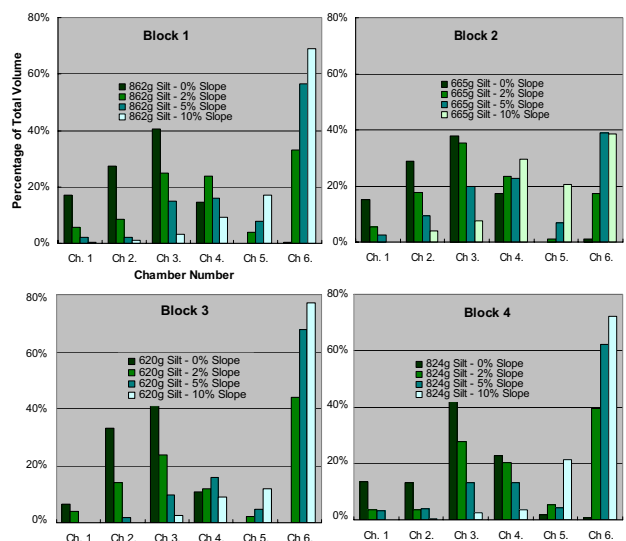 80%
60%
40%
20%
0%
Percentage of Total Volume
Block 1
862g Silt - 0% Slope
862g Silt - 2% Slope
862g Silt - 5% Slope
862g Silt - 10% Slope
Ch. 1 Ch 2. Ch 3. Ch 4. Ch 5. Ch 6.
Chamber Number
80%
60%
40%
20%
0%
Block 2
665g Silt - 0% Slope
665g Silt - 2% Slope
665g Silt - 5% Slope
665g Silt - 10% Slope
Ch. 1 Ch 2. Ch 3. Ch 4. Ch 5. Ch 6.
80%
60%
40%
20%
0%
Block 3
620g Silt - 0% Slope
620g Silt - 2% Slope
620g Silt - 5% Slope
620g Silt - 10% Slope
Ch. 1 Ch 2. Ch 3. Ch 4. Ch 5. Ch 6.
80%
60%
40%
20%
0%
Block 4
824g Silt - 0% Slope
824g Silt - 2% Slope
824g Silt - 5% Slope
824g Silt - 10% Slope
Ch. 1 Ch 2. Ch 3. Ch 4. Ch 5. Ch 6.